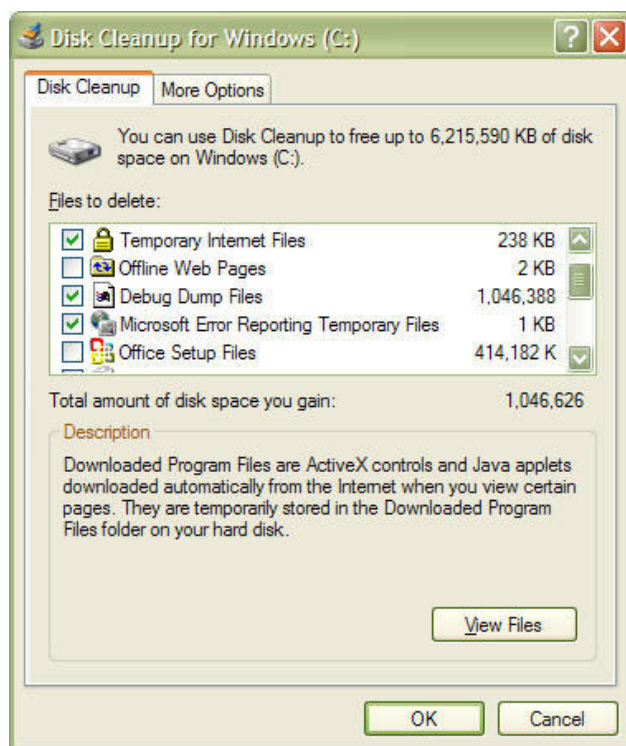 Disk Cleanup for Windows (C:)
Disk Cleanup
More Options
You can use Disk Cleanup to free up to 6,215,590 KB of disk
space on Windows (C:).
Files to delete:
Temporary Internet Files 238 KB
Offline Web Pages 2 KB
Debug Dump Files 1,046,388
Microsoft Error Reporting Temporary Files 1 KB
Office Setup Files 414,182 K
Total amount of disk space you gain: 1,046,626
Description
Downloaded Program Files are ActiveX controls and Java applets
downloaded automatically from the Internet when you view certain
pages. They are temporarily stored in the Downloaded Program
Files folder on your hard disk.
View Files
OK Cancel